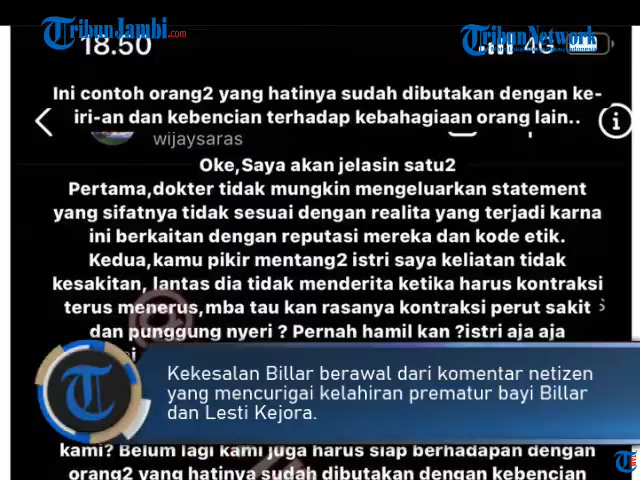 TribunJambi.com
Tribun Network
18.50
4G
Ini contoh orang2 yang hatinya sudah dibutakan dengan ke-
iri-an dan kebencian terhadap kebahagiaan orang lain..
wijaysaras
Oke,Saya akan jelasin satu2
Pertama,dokter tidak mungkin mengeluarkan statement
yang sifatnya tidak sesuai dengan realita yang terjadi karna
ini berkaitan dengan reputasi mereka dan kode etik.
Kedua,kamu pikir mentang2 istri saya keliatan tidak
kesakitan, lantas dia tidak menderita ketika harus kontraksi
terus menerus,mba tau kan rasanya kontraksi perut sakit
dan punggung nyeri ? Pernah hamil kan ?istri aja aja
Kekesalan Billar berawal dari komentar netizen
yang mencurigai kelahiran prematur bayi Billar
dan Lesti Kejora.
kami? Belum lagi kami juga harus siap berhadapan dengan
orang2 yang hatinya sudah dibutakan dengan kebencian